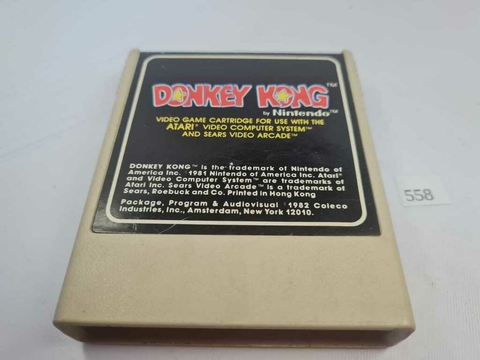 DONKEY KONG™
by Nintendo™
VIDEO GAME CARTRIDGE FOR USE WITH THE
ATARI® VIDEO COMPUTER SYSTEM™
AND SEARS VIDEO ARCADE™
DONKEY KONG™ is the trademark of Nintendo of
America Inc. 1981 Nintendo of America Inc. Atari®
and Video Computer System™ are trademarks of
Atari Inc. Sears Video Arcade™ is a trademark of
Sears, Roebuck and Co. Printed in Hong Kong
Package, Program & Audiovisual 1982 Coleco
Industries, Inc., Amsterdam, New York 12010.
558